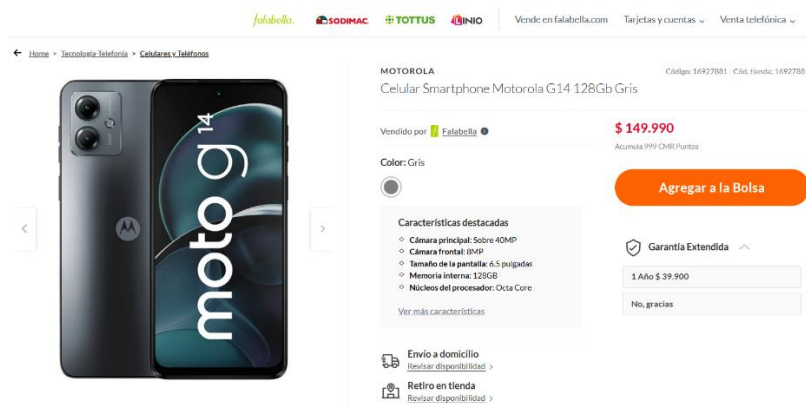 falabella.
SODIMAC
TOTTUS
LINIO
Vende en falabella.com
Tarjetas y cuentas
Venta telefónica
Home > Tecnología-Telefonía > Celulares y Teléfonos
MOTOROLA
Código: 16927881 Cód. tienda: 1692788
Celular Smartphone Motorola G14 128Gb Gris
moto g14
Vendido por Falabella
$ 149.990
Acumula 999 CMR Puntos
Color: Gris
Agregar a la Bolsa
Características destacadas
Cámara principal: Sobre 40MP
Cámara frontal: 8MP
Tamaño de la pantalla: 6.5 pulgadas
Memoria interna: 128GB
Núcleos del procesador: Octa Core
Ver más características
Garantía Extendida
1 Año $ 39.900
No, gracias
Envío a domicilio
Revisar disponibilidad >
Retiro en tienda
Revisar disponibilidad >